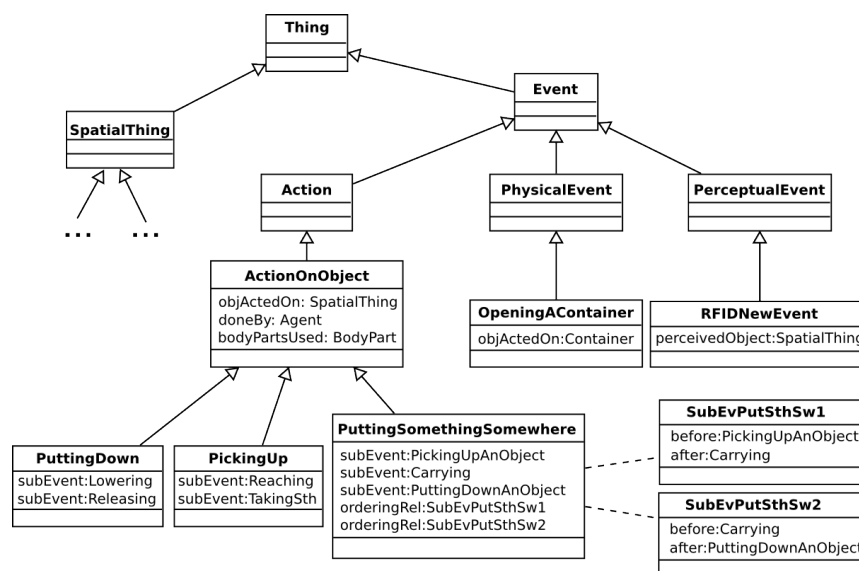 Thing
Event
SpatialThing
Action
PhysicalEvent
PerceptualEvent
...
...
ActionOnObject
objActedOn: SpatialThing
doneBy: Agent
bodyPartsUsed: BodyPart
OpeningAContainer
objActedOn:Container
RFIDNewEvent
perceivedObject:SpatialThing
PuttingDown
subEvent:Lowering
subEvent:Releasing
PickingUp
subEvent:Reaching
subEvent:TakingSth
PuttingSomethingSomewhere
subEvent:PickingUpAnObject
subEvent:Carrying
subEvent:PuttingDownAnObject
orderingRel:SubEvPutSthSw1
orderingRel:SubEvPutSthSw2
SubEvPutSthSw1
before:PickingUpAnObject
after:Carrying
SubEvPutSthSw2
before:Carrying
after:PuttingDownAnObject